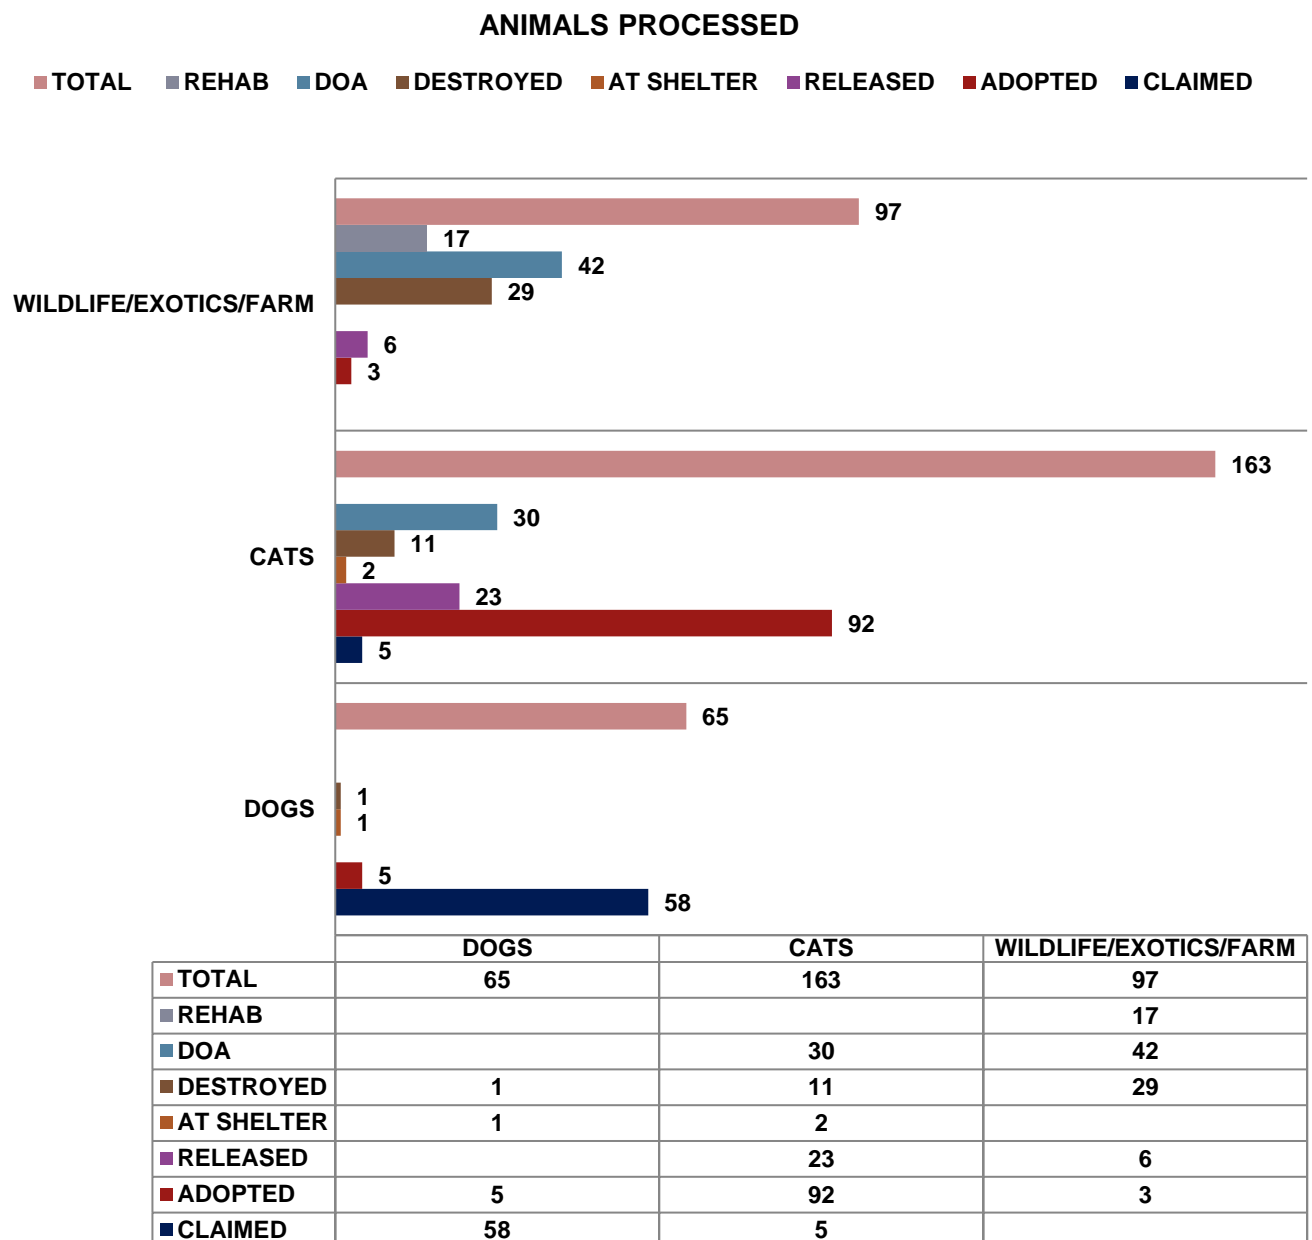 ANIMALS PROCESSED
TOTAL REHAB DOA DESTROYED AT SHELTER RELEASED ADOPTED CLAIMED
97
17
42
29
WILDLIFE/EXOTICS/FARM
6
3
163
30
11
CATS
2
23
92
5
65
1
DOGS
1
5
58
DOGS CATS WILDLIFE/EXOTICS/FARM
TOTAL 65 163 97
REHAB 17
DOA 30 42
DESTROYED 1 11 29
AT SHELTER 1 2
RELEASED 23 6
ADOPTED 5 92 3
CLAIMED 58 5